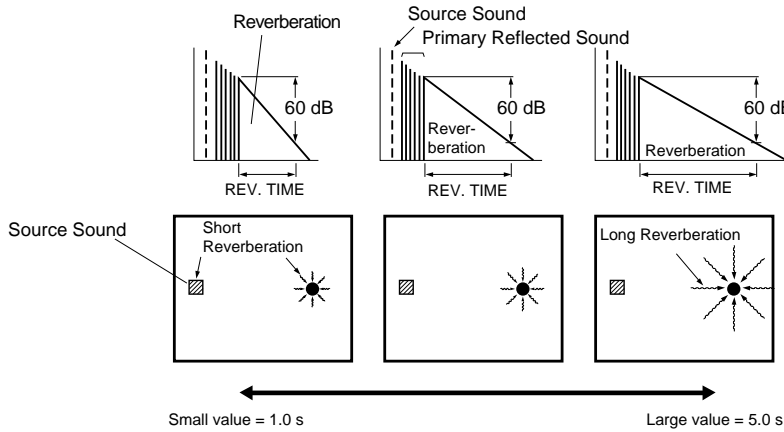 Source Sound
Reverberation
Primary Reflected Sound
60 dB
60 dB
60 dB
Rever-
beration
Reverberation
REV. TIME
REV. TIME
REV. TIME
Source Sound
Short
Reverberation
Long Reverberation
Small value = 1.0 s
Large value = 5.0 s